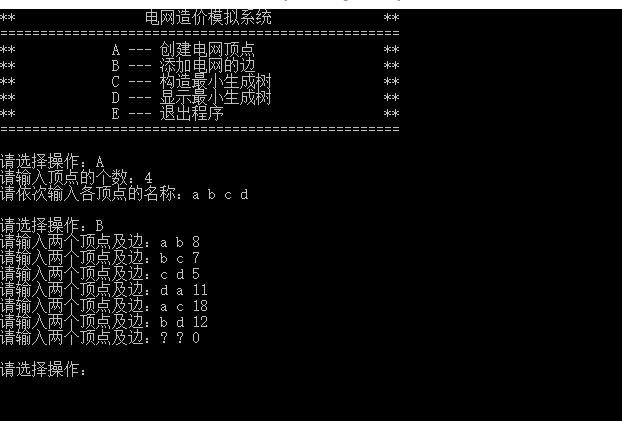 **                电网造价模拟系统              **
==================================================
**            A --- 创建电网顶点                **
**            B --- 添加电网的边                **
**            C --- 构造最小生成树              **
**            D --- 显示最小生成树              **
**            E --- 退出程序                    **
==================================================
请选择操作：A
请输入顶点的个数：4
请依次输入各顶点的名称：a b c d
请选择操作：B
请输入两个顶点及边：a b 8
请输入两个顶点及边：b c 7
请输入两个顶点及边：c d 5
请输入两个顶点及边：d a 11
请输入两个顶点及边：a c 18
请输入两个顶点及边：b d 12
请输入两个顶点及边：? ? 0
请选择操作：